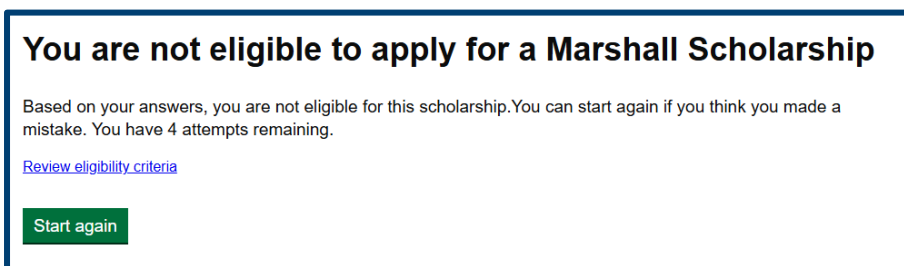 You are not eligible to apply for a Marshall Scholarship
Based on your answers, you are not eligible for this scholarship.You can start again if you think you made a
mistake. You have 4 attempts remaining.
Review eligibility criteria
Start again